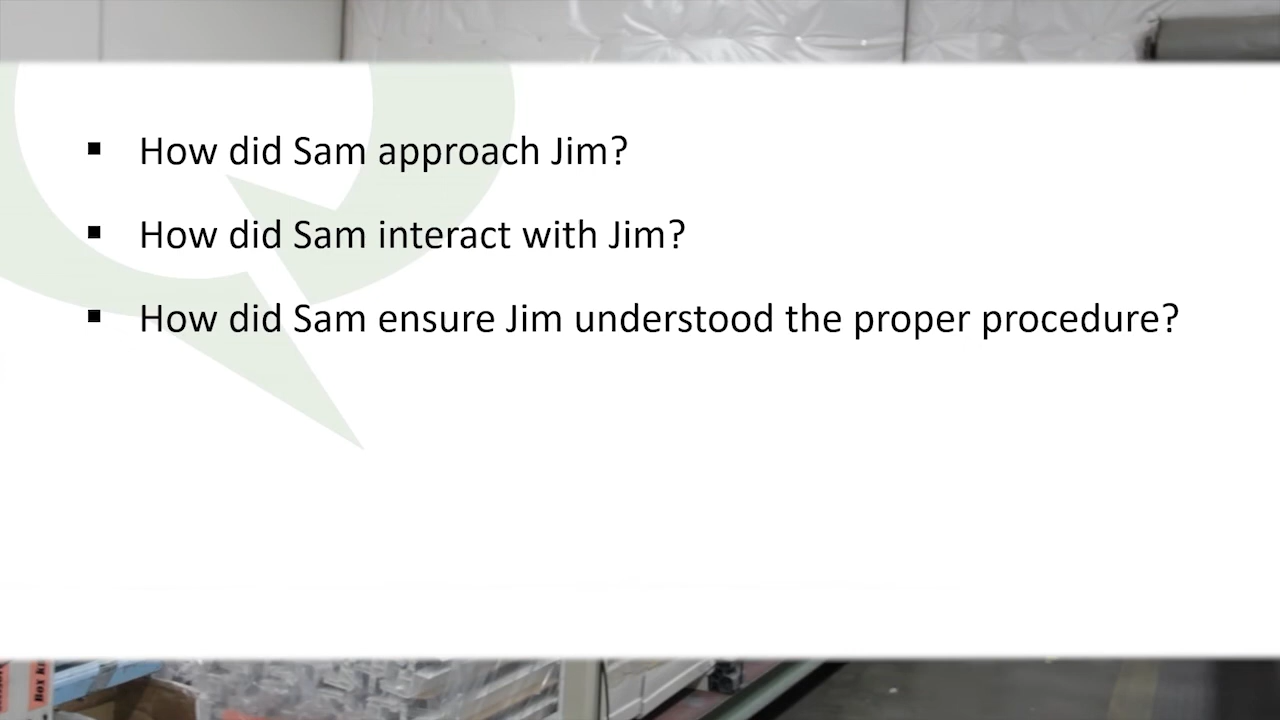 ▪ How did Sam approach Jim?
▪ How did Sam interact with Jim?
▪ How did Sam ensure Jim understood the proper procedure?